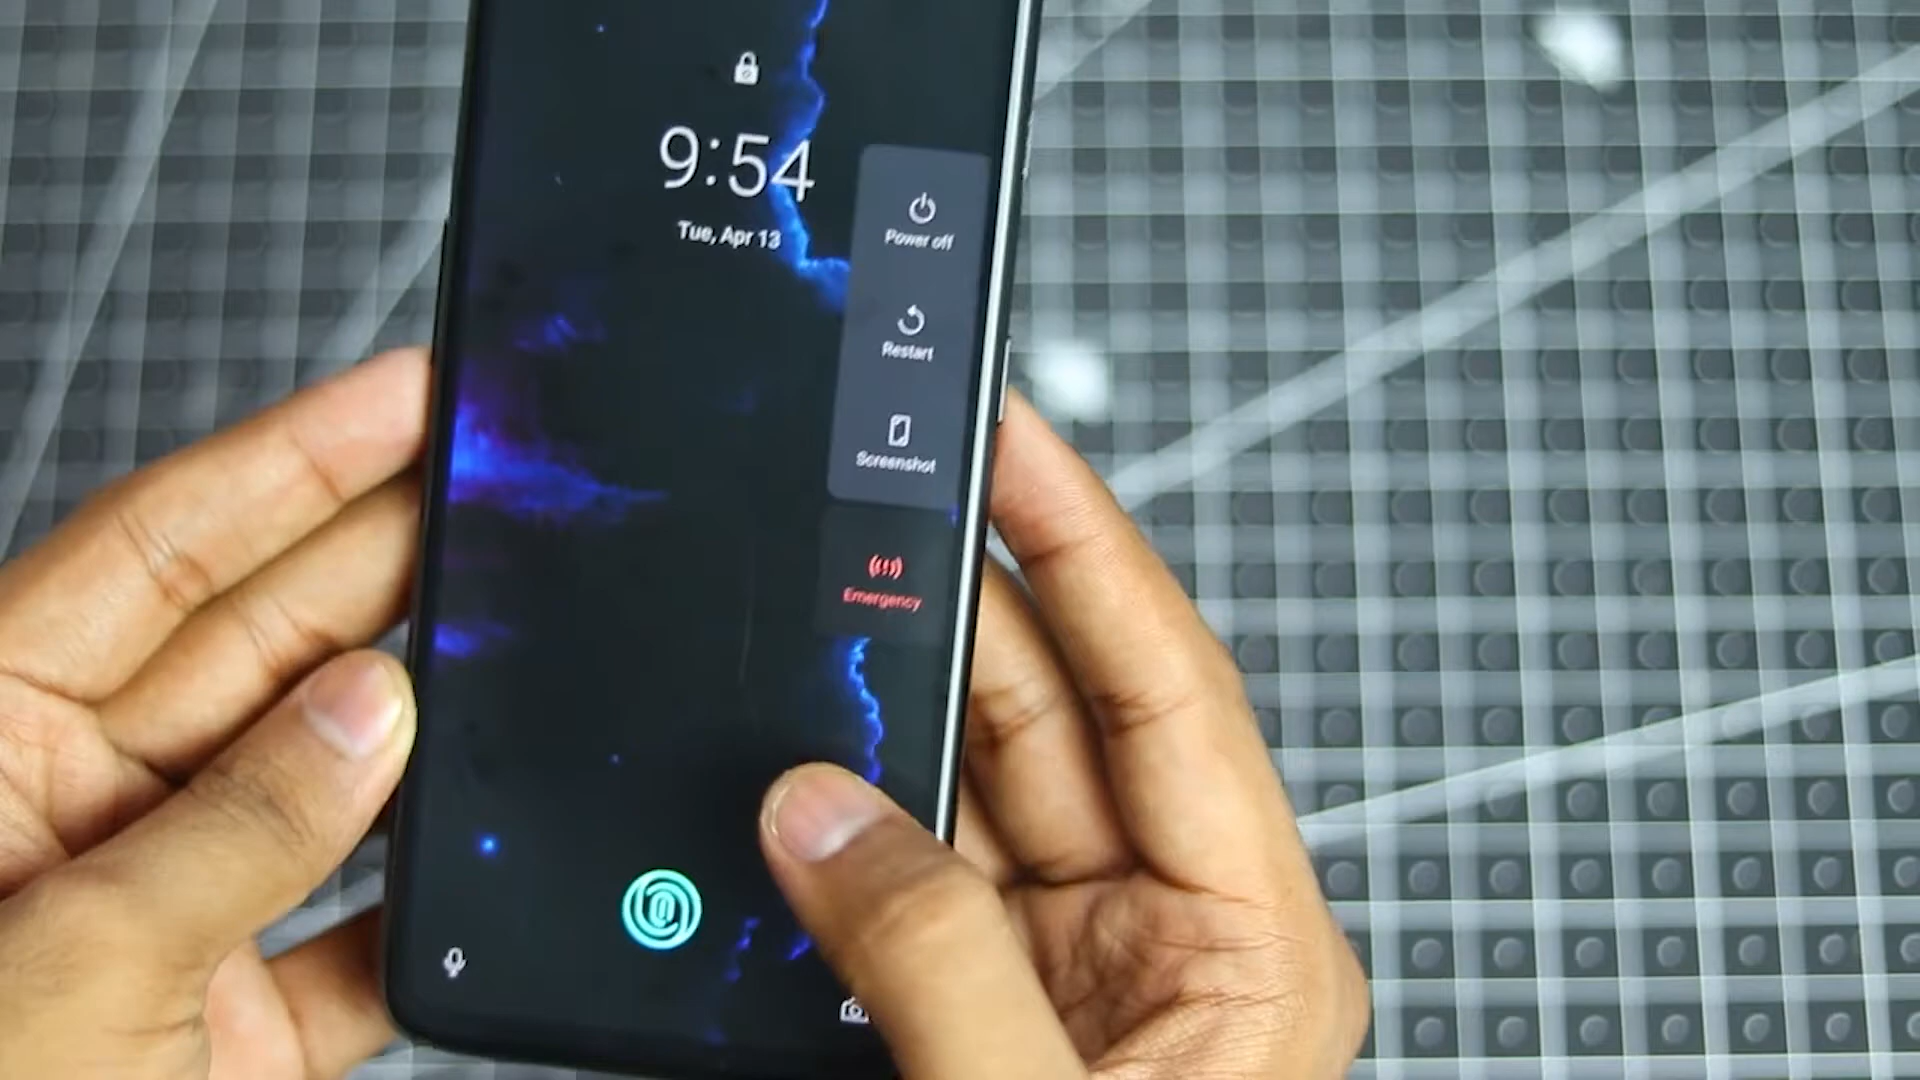 9:54
Tue, Apr 13
Power off
Restart
Screenshot
Emergency